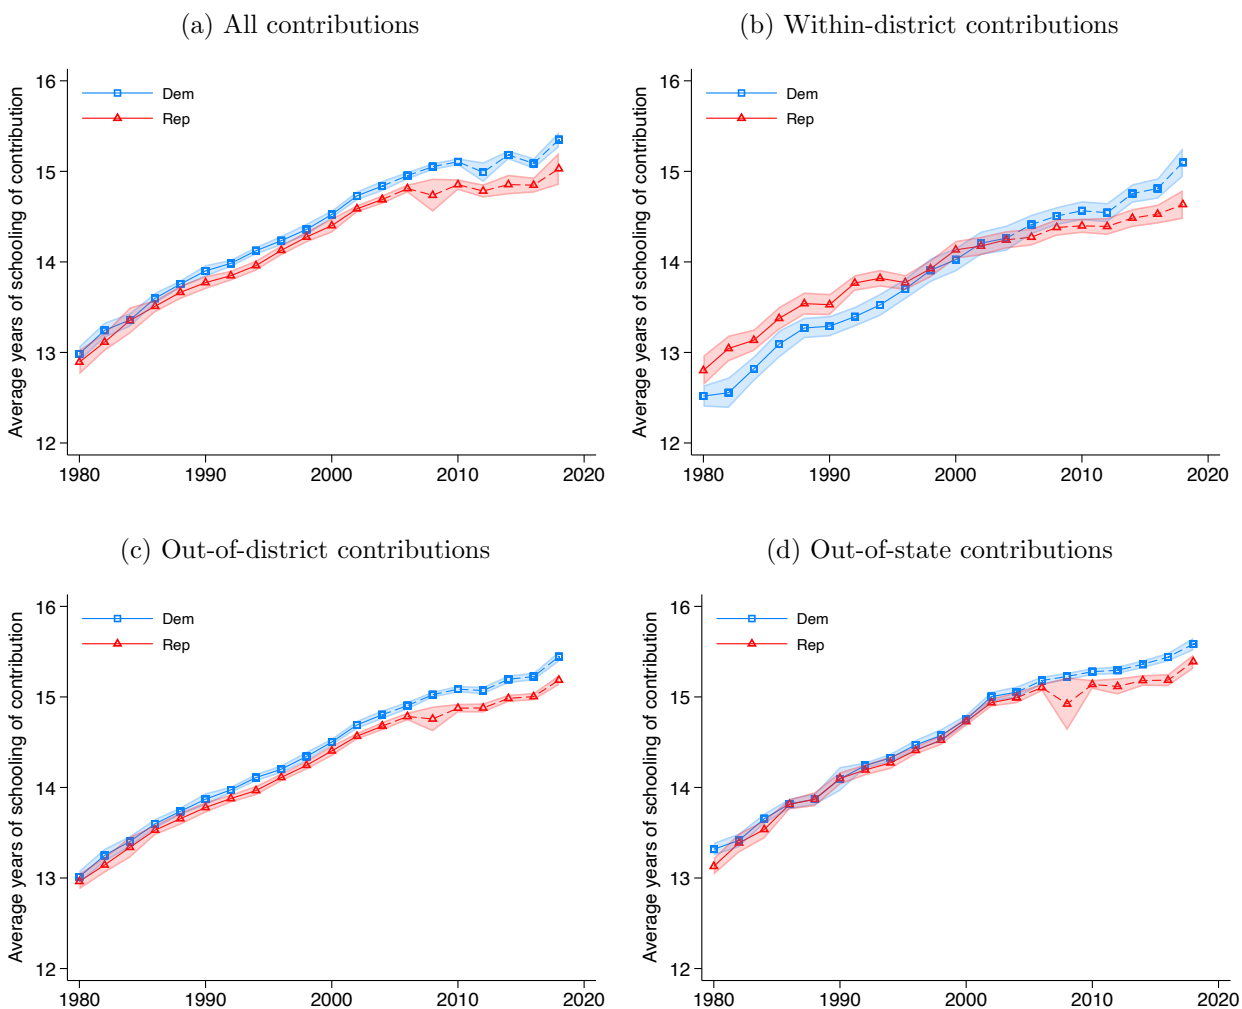 (a) All contributions
Average years of schooling of contribution
16
15
14
13
12
Dem
Rep
1980
1990
2000
2010
2020
(b) Within-district contributions
Average years of schooling of contribution
16
15
14
13
12
Dem
Rep
1980
1990
2000
2010
2020
(c) Out-of-district contributions
Average years of schooling of contribution
16
15
14
13
12
Dem
Rep
1980
1990
2000
2010
2020
(d) Out-of-state contributions
Average years of schooling of contribution
16
15
14
13
12
Dem
Rep
1980
1990
2000
2010
2020